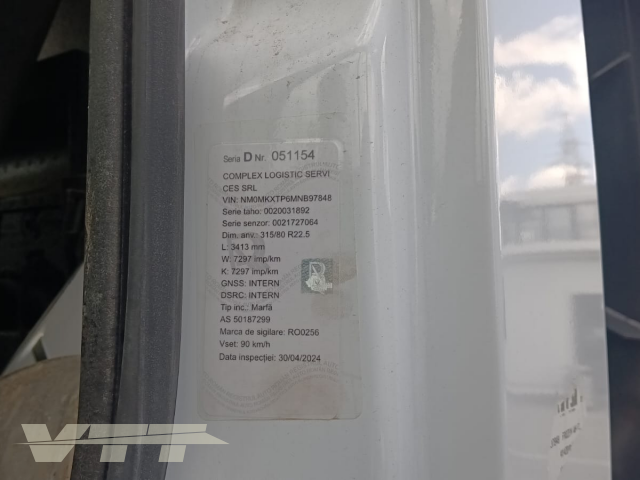 Seria D Nr. 051154
COMPLEX LOGISTIC SERVI
CES SRL
VIN: NM0MKXTP6MNB97848
Serie taho: 0020031892
Serie senzor: 0021727064
Dim. anv.: 315/80 R22.5
L: 3413 mm
W: 7297 imp/km
K: 7297 imp/km
GNSS: INTERN
DSRC: INTERN
Tip inc.: Marfă
AS 50187299
Marca de sigilare: RO0256
Vset: 90 km/h
Data inspecției: 30/04/2024
VTT